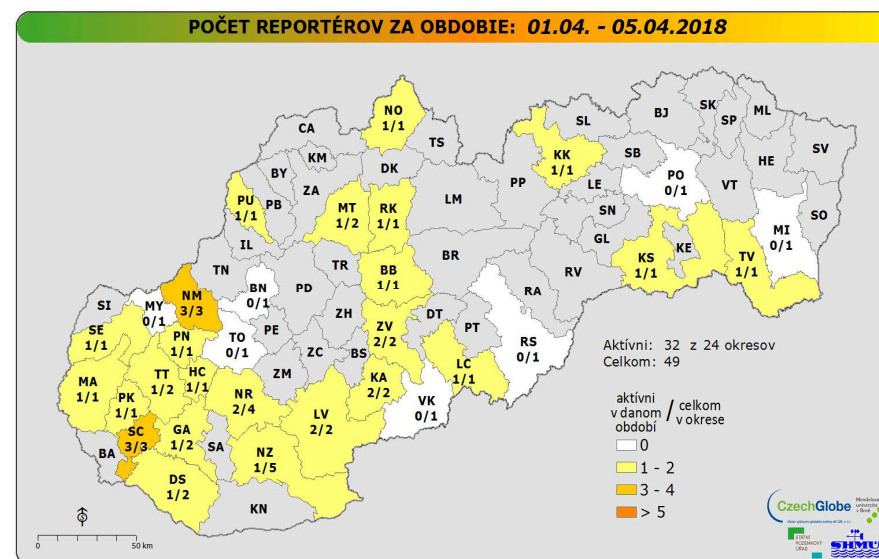 POČET REPORTÉROV ZA OBDOBIE: 01.04. - 05.04.2018
NO
1/1
CA
TS
KM
BY
ZA
DK
PU
1/1
PB
MT
1/2
RK
1/1
LM
IL
TN
TR
BB
1/1
BR
PP
KK
1/1
SL
BJ
SK
SP
ML
SB
PO
0/1
HE
SV
LE
VT
SN
SO
MI
0/1
GL
KS
1/1
KE
TV
1/1
RV
RA
SI
MY
0/1
NM
3/3
BN
0/1
PD
SE
1/1
PN
1/1
TO
0/1
PE
ZH
ZV
2/2
DT
PT
RS
0/1
MA
1/1
TT
1/2
HC
1/1
ZC
BS
ZM
LC
1/1
PK
1/1
NR
2/4
KA
2/2
VK
0/1
SC
3/3
GA
1/2
LV
2/2
BA
SA
NZ
1/5
DS
1/2
KN
Aktívni: 32 z 24 okresov
Celkom: 49
aktívni
v danom
období
/ celkom
v okrese
0
1 - 2
3 - 4
> 5
0
50 km
CzechGlobe
Mendelova
univerzita
v Brně
STÁTNÍ
POZEMKOVÝ
ÚŘAD
SHMÚ